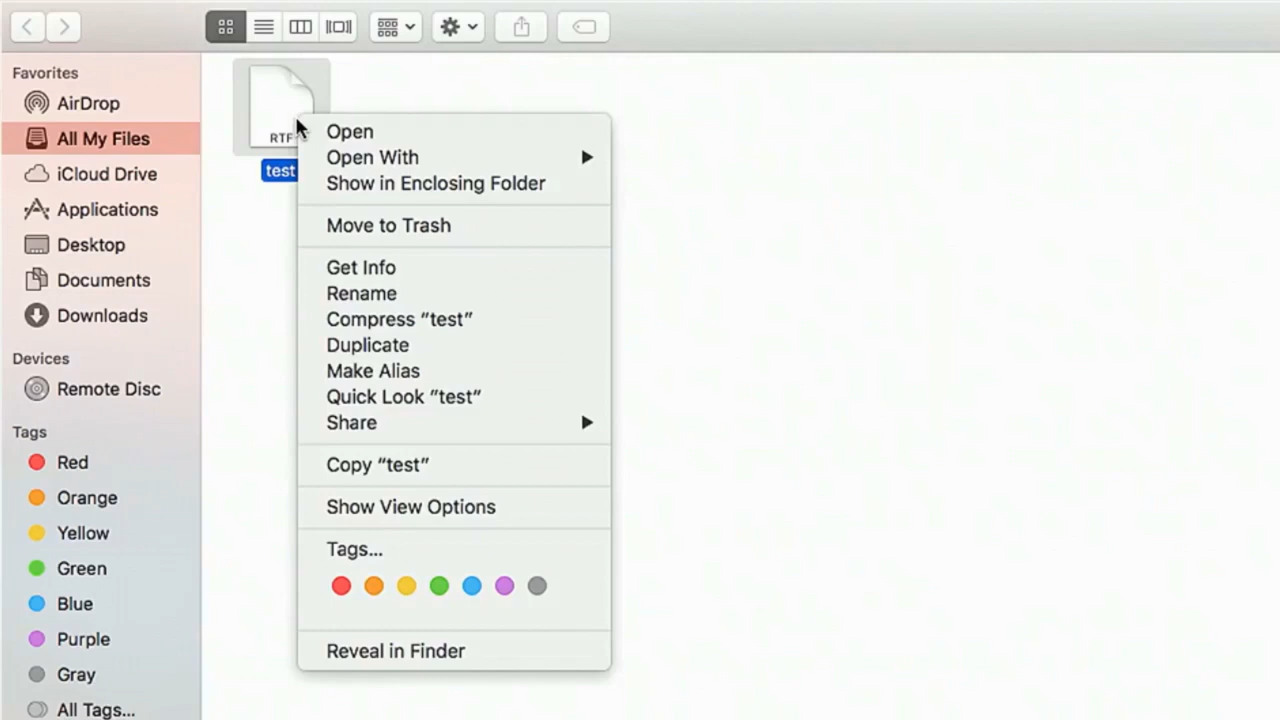 Favorites
AirDrop
All My Files
iCloud Drive
Applications
Desktop
Documents
Downloads
Devices
Remote Disc
Tags
Red
Orange
Yellow
Green
Blue
Purple
Gray
All Tags...
RTF
test
Open
Open With
Show in Enclosing Folder
Move to Trash
Get Info
Rename
Compress “test”
Duplicate
Make Alias
Quick Look “test”
Share
Copy “test”
Show View Options
Tags...
Reveal in Finder